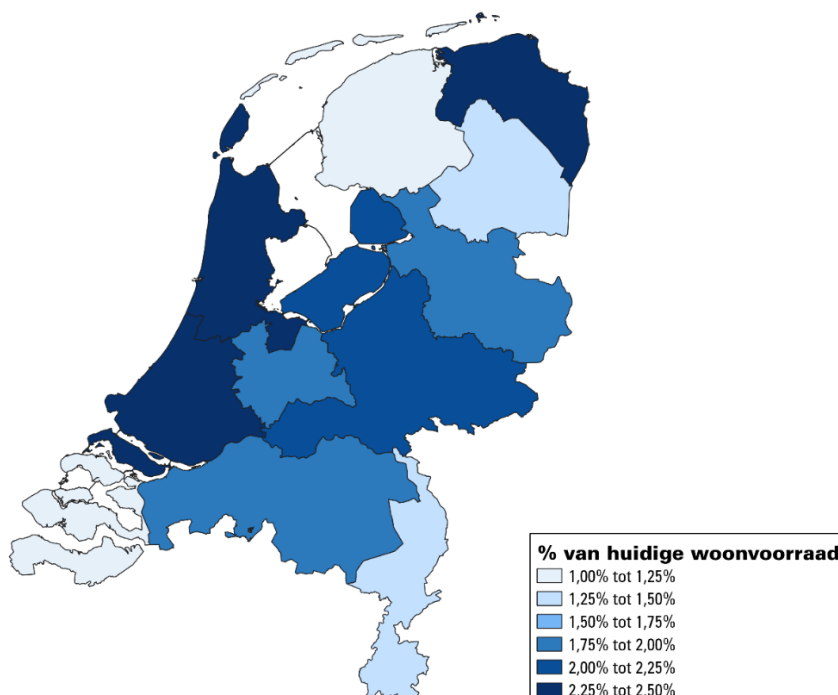 % van huidige woonvoorraad
1,00% tot 1,25%
1,25% tot 1,50%
1,50% tot 1,75%
1,75% tot 2,00%
2,00% tot 2,25%
2,25% tot 2,50%